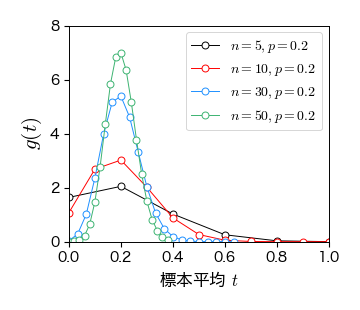 8
6
4
2
0
g(t)
n = 5, p = 0.2
n = 10, p = 0.2
n = 30, p = 0.2
n = 50, p = 0.2
0.0 0.2 0.4 0.6 0.8 1.0
標本平均 t